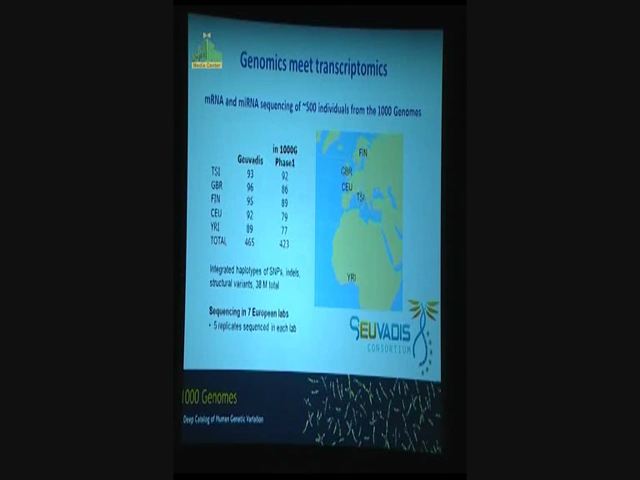 Media Center
Genomics meet transcriptomics
mRNA and miRNA sequencing of ~500 individuals from the 1000 Genomes
in 1000G
Geuvadis Phase1
TSI 93 92
GBR 96 86
FIN 95 89
CEU 92 79
YRI 89 77
TOTAL 465 423
FIN
GBR
CEU
TSI
YRI
Integrated haplotypes of SNPs, indels,
structural variants, 38 M total
Sequencing in 7 European labs
• 5 replicates sequenced in each lab
GEUVADIS
CONSORTIUM
1000 Genomes
Deep Catalog of Human Genetic Variation